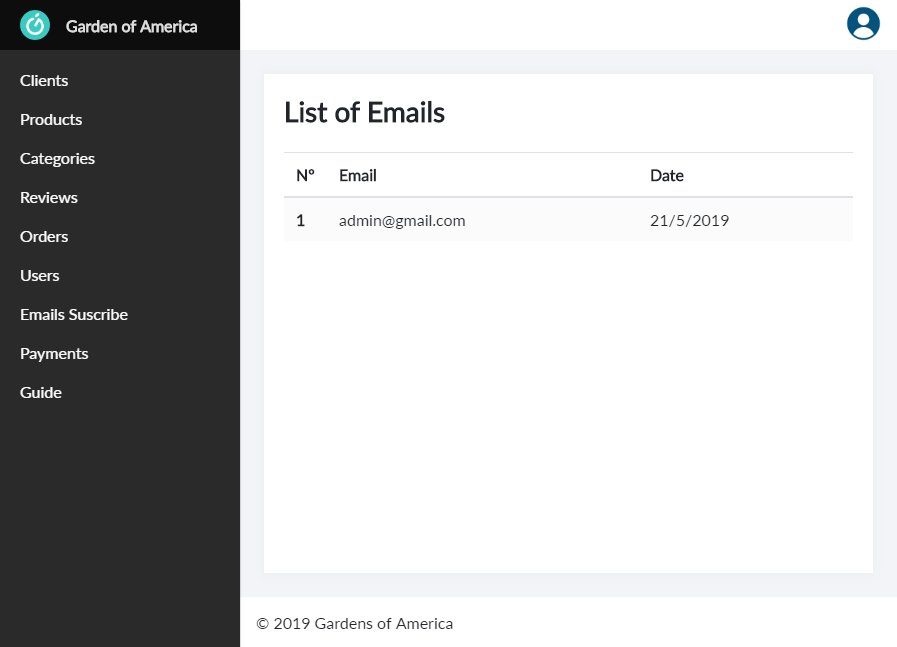 Garden of America
Clients
Products
Categories
Reviews
Orders
Users
Emails Suscribe
Payments
Guide
List of Emails
Nº Email Date
1 admin@gmail.com 21/5/2019
© 2019 Gardens of America